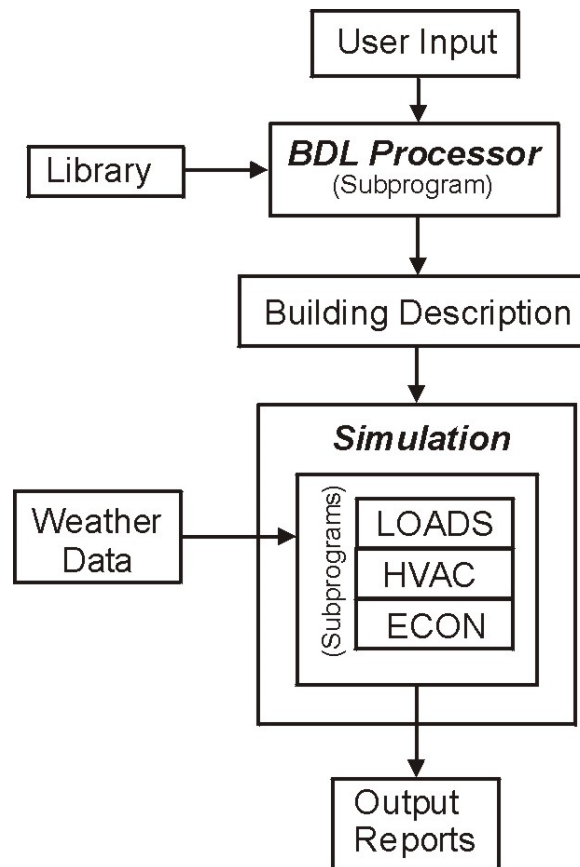 User Input
BDL Processor
(Subprogram)
Library
Building Description
Simulation
Weather
Data
(Subprograms)
LOADS
HVAC
ECON
Output
Reports